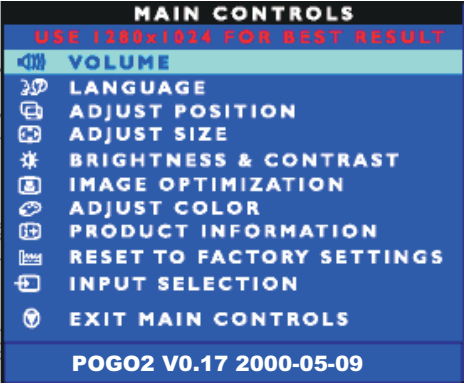 MAIN CONTROLS
USE 1280x1024 FOR BEST RESULT
VOLUME
LANGUAGE
ADJUST POSITION
ADJUST SIZE
BRIGHTNESS & CONTRAST
IMAGE OPTIMIZATION
ADJUST COLOR
PRODUCT INFORMATION
RESET TO FACTORY SETTINGS
INPUT SELECTION
EXIT MAIN CONTROLS
POGO2 V0.17 2000-05-09